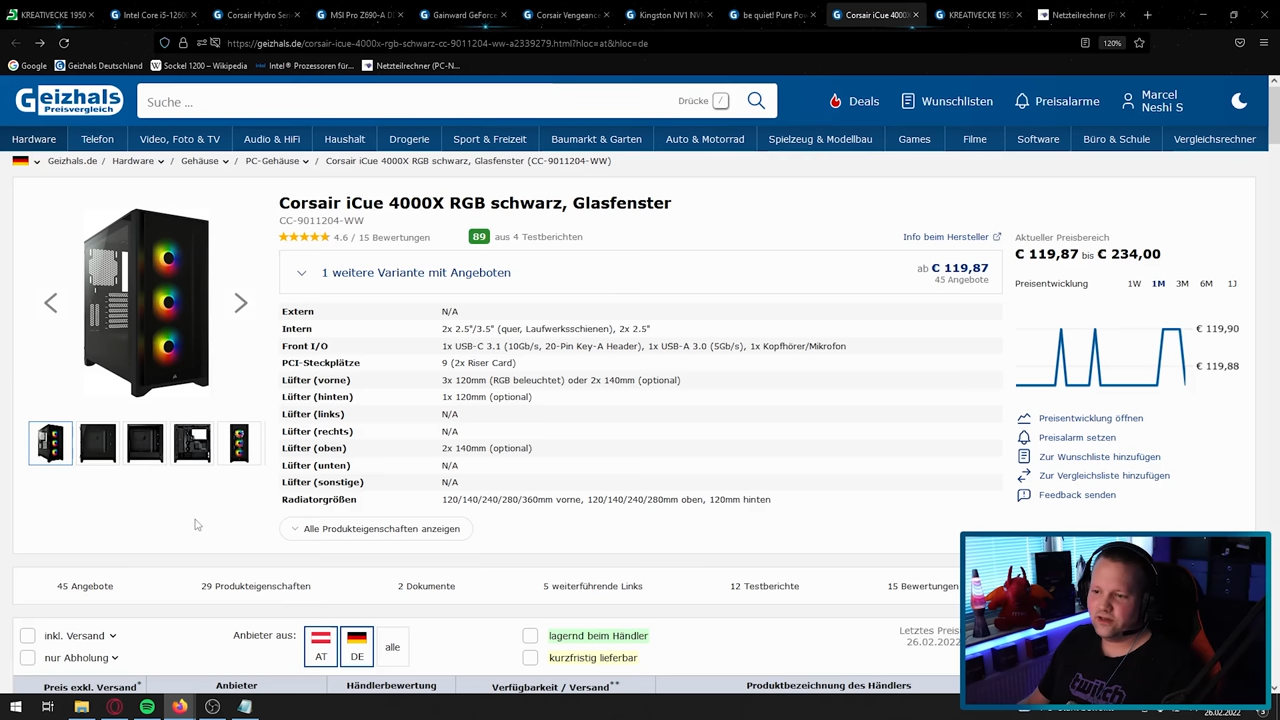 KREATIVECKE 1950
Intel Core i5-1260
Corsair Hydro Seri
MSI Pro Z690-A D
Gainward GeForce
Corsair Vengeance
Kingston NV1 NV
be quiet! Pure Pow
Corsair iCue 4000X
KREATIVECKE 1950
Netzteilrechner (PC
https://geizhals.de/corsair-icue-4000x-rgb-schwarz-cc-9011204-ww-a2339279.html?hloc=at&hloc=de
120%
Google
Geizhals Deutschland
Sockel 1200 – Wikipedia
Intel® Prozessoren für...
Netzteilrechner (PC-N...
Geizhals
Preisvergleich
Suche ...
Drücke /
Deals
Wunschlisten
Preisalarme
Marcel
Neshi S
Hardware
Telefon
Video, Foto & TV
Audio & HiFi
Haushalt
Drogerie
Sport & Freizeit
Baumarkt & Garten
Auto & Motorrad
Spielzeug & Modellbau
Games
Filme
Software
Büro & Schule
Vergleichsrechner
Geizhals.de / Hardware / Gehäuse / PC-Gehäuse / Corsair iCue 4000X RGB schwarz, Glasfenster (CC-9011204-WW)
Corsair iCue 4000X RGB schwarz, Glasfenster
CC-9011204-WW
4.6 / 15 Bewertungen
89 aus 4 Testberichten
Info beim Hersteller
1 weitere Variante mit Angeboten
ab € 119,87
45 Angebote
Extern N/A
Intern 2x 2.5"/3.5" (quer, Laufwerksschienen), 2x 2.5"
Front I/O 1x USB-C 3.1 (10Gb/s, 20-Pin Key-A Header), 1x USB-A 3.0 (5Gb/s), 1x Kopfhörer/Mikrofon
PCI-Steckplätze 9 (2x Riser Card)
Lüfter (vorne) 3x 120mm (RGB beleuchtet) oder 2x 140mm (optional)
Lüfter (hinten) 1x 120mm (optional)
Lüfter (links) N/A
Lüfter (rechts) N/A
Lüfter (oben) 2x 140mm (optional)
Lüfter (unten) N/A
Lüfter (sonstige) N/A
Radiatorgrößen 120/140/240/280/360mm vorne, 120/140/240/280mm oben, 120mm hinten
Alle Produkteigenschaften anzeigen
Aktueller Preisbereich
€ 119,87 bis € 234,00
Preisentwicklung 1W 1M 3M 6M 1J
€ 119,90
€ 119,88
Preisentwicklung öffnen
Preisalarm setzen
Zur Wunschliste hinzufügen
Zur Vergleichsliste hinzufügen
Feedback senden
45 Angebote
29 Produkteigenschaften
2 Dokumente
5 weiterführende Links
12 Testberichte
15 Bewertungen
inkl. Versand
nur Abholung
Anbieter aus:
AT
DE
alle
lagernd beim Händler
kurzfristig lieferbar
Letztes Preis
26.02.2022
Preis exkl. Versand*
Anbieter
Händlerbewertung
Verfügbarkeit / Versand**
Produktbezeichnung des Händlers
twitch
26.02.2022